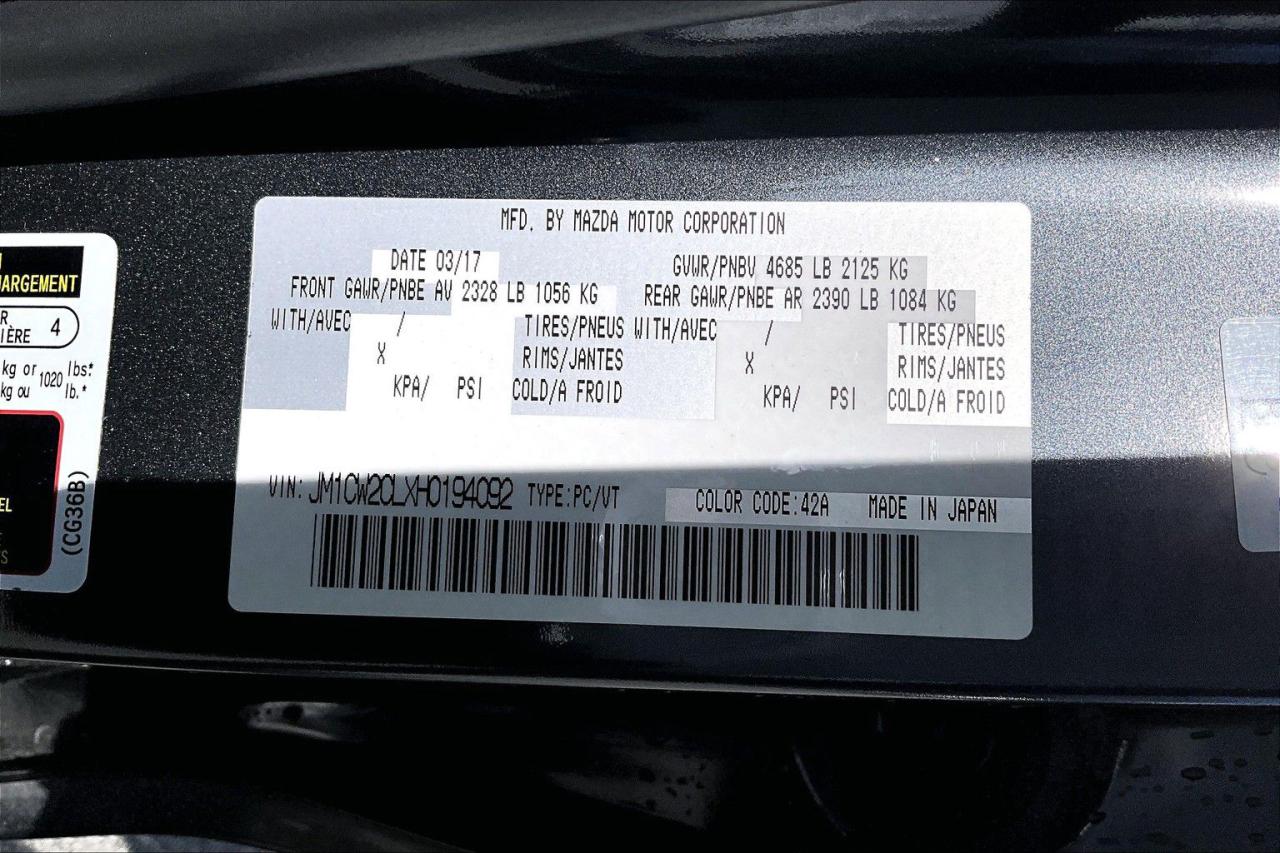 MFD. BY MAZDA MOTOR CORPORATION
DATE 03/17 GVWR/PNBV 4685 LB 2125 KG
FRONT GAWR/PNBE AV 2328 LB 1056 KG REAR GAWR/PNBE AR 2390 LB 1084 KG
WITH/AVEC / TIRES/PNEUS WITH/AVEC / TIRES/PNEUS
X RIMS/JANTES X RIMS/JANTES
KPA/ PSI COLD/A FROID KPA/ PSI COLD/A FROID
VIN: JM1CW2CLXH0194092 TYPE:PC/VT COLOR CODE:42A MADE IN JAPAN
4
kg or 1020 lbs.*
kg ou lb.*
(CG36B)